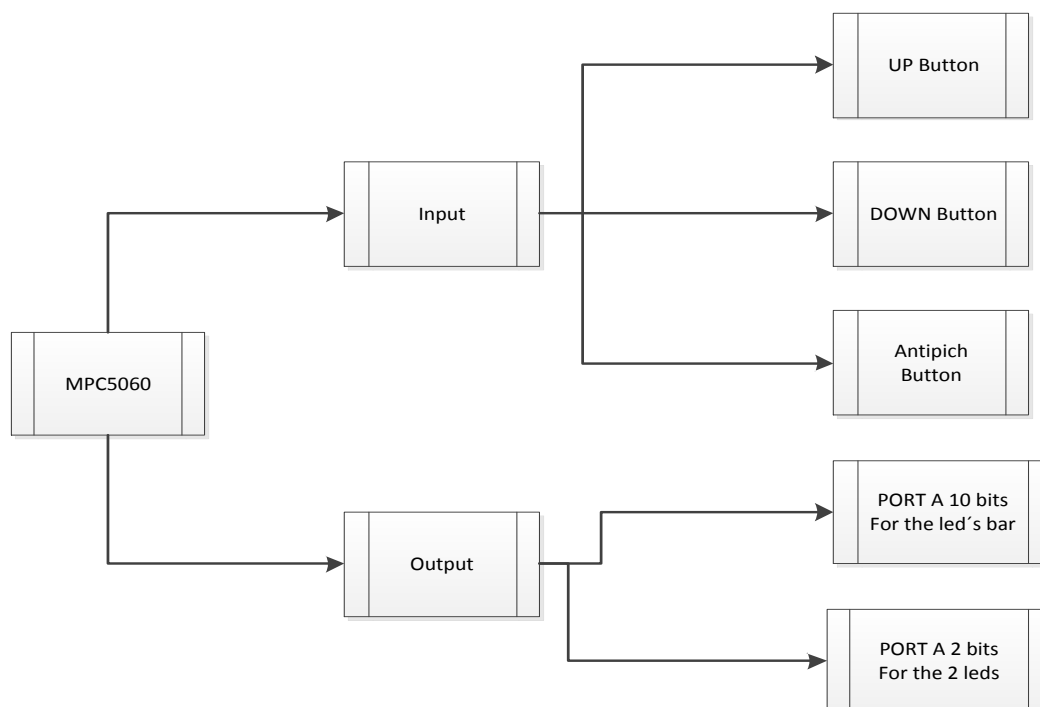 UP Button
Input
DOWN Button
MPC5060
Antipich
Button
Output
PORT A 10 bits
For the led´s bar
PORT A 2 bits
For the 2 leds